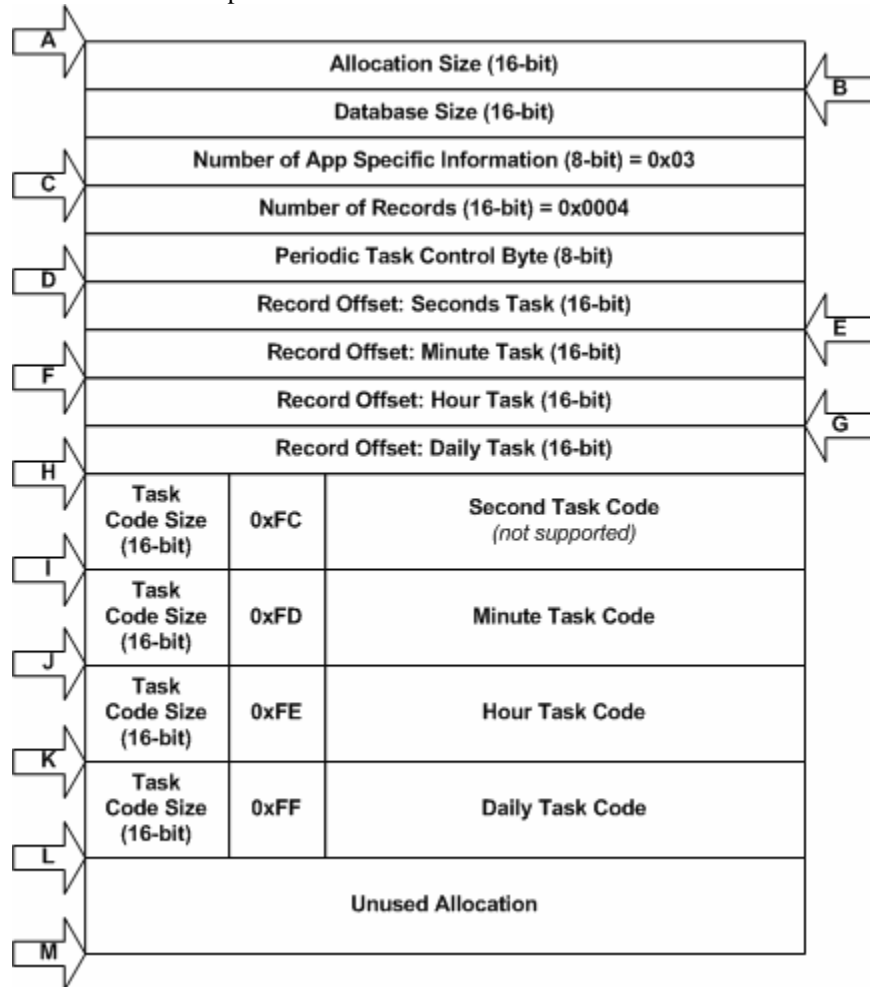 A
Allocation Size (16-bit)
B
Database Size (16-bit)
Number of App Specific Information (8-bit) = 0x03
C
Number of Records (16-bit) = 0x0004
Periodic Task Control Byte (8-bit)
D
Record Offset: Seconds Task (16-bit)
E
Record Offset: Minute Task (16-bit)
F
Record Offset: Hour Task (16-bit)
G
Record Offset: Daily Task (16-bit)
H
Task
Code Size
(16-bit)
0xFC
Second Task Code
(not supported)
I
Task
Code Size
(16-bit)
0xFD
Minute Task Code
J
Task
Code Size
(16-bit)
0xFE
Hour Task Code
K
Task
Code Size
(16-bit)
0xFF
Daily Task Code
L
Unused Allocation
M